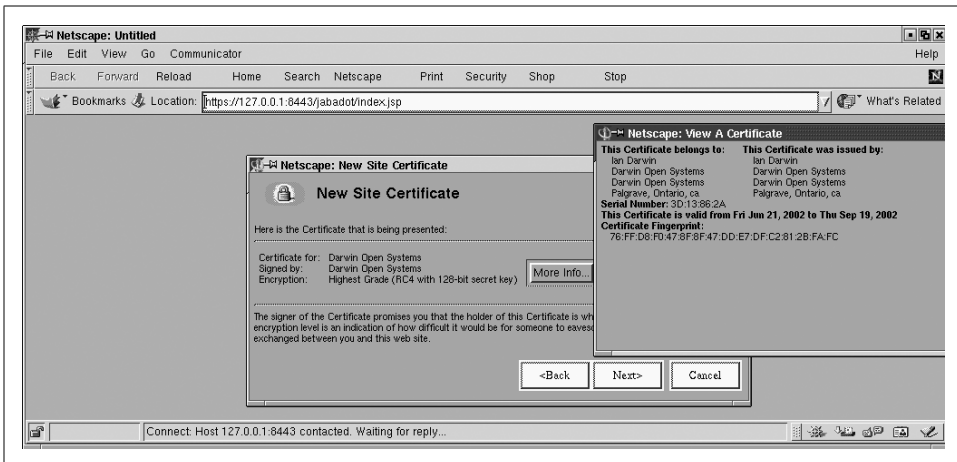 Netscape: Untitled
File Edit View Go Communicator Help
Back Forward Reload Home Search Netscape Print Security Shop Stop N
Bookmarks Location: https://127.0.0.1:8443/jabadot/index.jsp What's Related
Netscape: New Site Certificate
New Site Certificate
Here is the Certificate that is being presented:
Certificate for: Darwin Open Systems
Signed by: Darwin Open Systems
Encryption: Highest Grade (RC4 with 128-bit secret key)
More Info...
The signer of the Certificate promises you that the holder of this Certificate is wh
encryption level is an indication of how difficult it would be for someone to eavesd
exchanged between you and this web site.
<Back Next> Cancel
Netscape: View A Certificate
This Certificate belongs to: This Certificate was issued by:
Ian Darwin Ian Darwin
Darwin Open Systems Darwin Open Systems
Darwin Open Systems Darwin Open Systems
Palgrave, Ontario, ca Palgrave, Ontario, ca
Serial Number: 3D:13:86:2A
This Certificate is valid from Fri Jun 21, 2002 to Thu Sep 19, 2002
Certificate Fingerprint:
76:FF:D8:F0:47:8F:8F:47:DD:E7:DF:C2:81:2B:FA:FC
Connect: Host 127.0.0.1:8443 contacted. Waiting for reply...